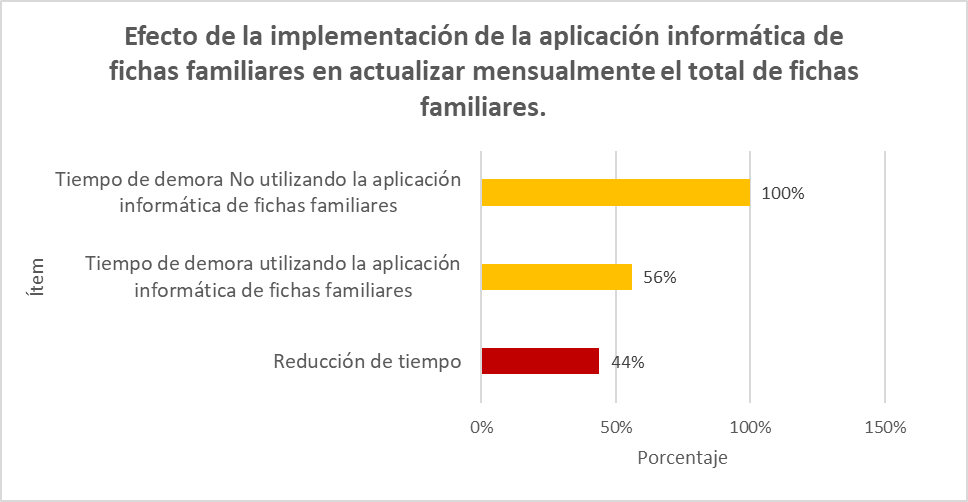 Efecto de la implementación de la aplicación informática de
fichas familiares en actualizar mensualmente el total de fichas
familiares.
Tiempo de demora No utilizando la aplicación
informática de fichas familiares
100%
Tiempo de demora utilizando la aplicación
informática de fichas familiares
56%
Reducción de tiempo
44%
Ítem
0%
50%
100%
150%
Porcentaje